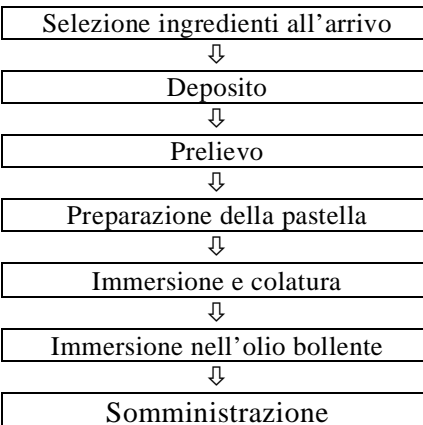 Selezione ingredienti all’arrivo
Deposito
Prelievo
Preparazione della pastella
Immersione e colatura
Immersione nell’olio bollente
Somministrazione